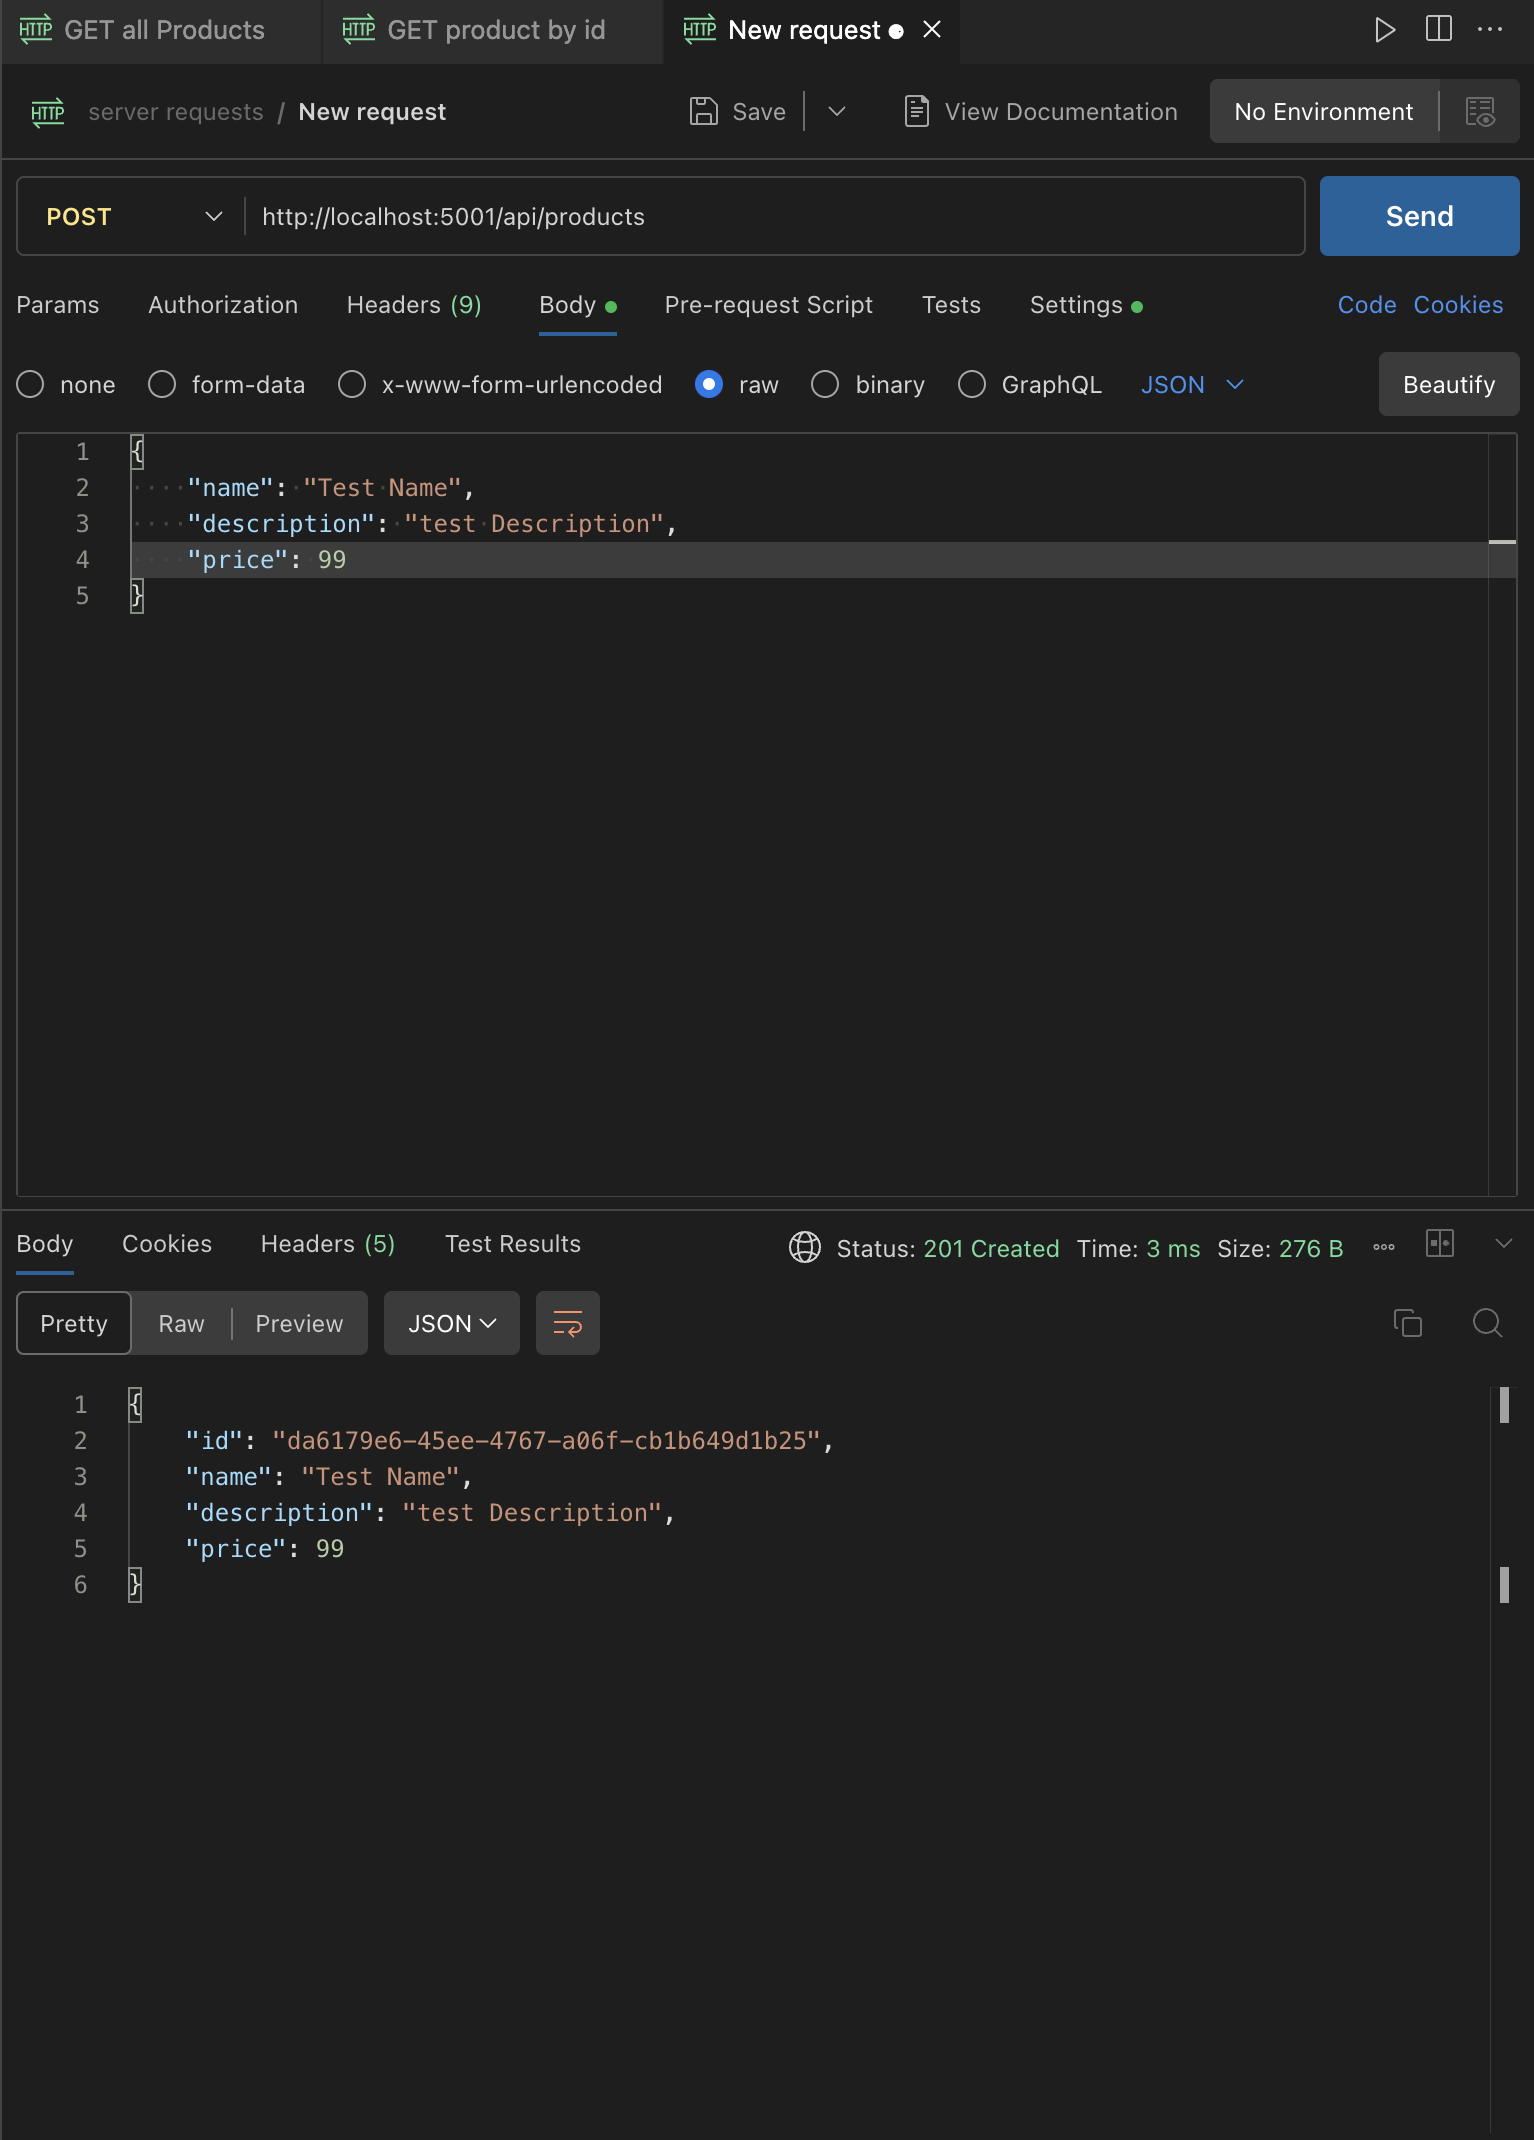 HTTP GET all Products HTTP GET product by id HTTP New request
HTTP server requests / New request Save View Documentation No Environment
POST http://localhost:5001/api/products Send
Params Authorization Headers (9) Body Pre-request Script Tests Settings Code Cookies
none form-data x-www-form-urlencoded raw binary GraphQL JSON Beautify
1 {
2 "name": "Test Name",
3 "description": "test Description",
4 "price": 99
5 }
Body Cookies Headers (5) Test Results Status: 201 Created Time: 3 ms Size: 276 B
Pretty Raw Preview JSON
1 {
2 "id": "da6179e6-45ee-4767-a06f-cb1b649d1b25",
3 "name": "Test Name",
4 "description": "test Description",
5 "price": 99
6 }